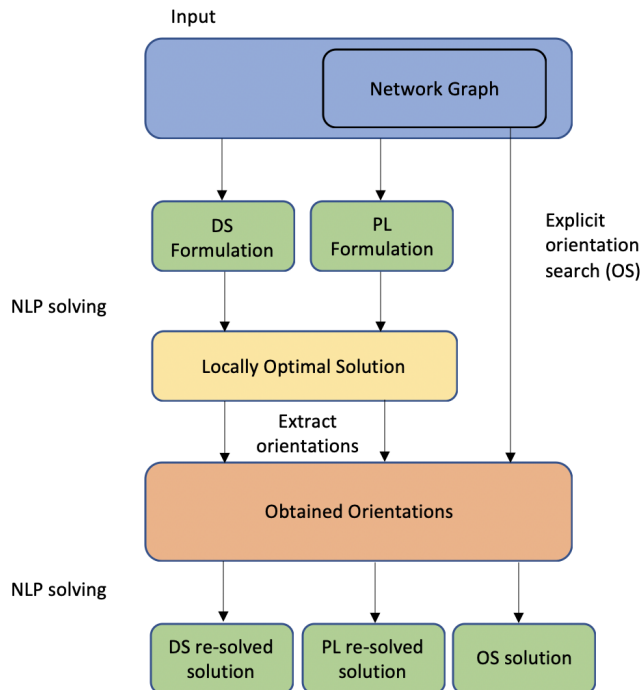 Input
Network Graph
DS
Formulation
PL
Formulation
Explicit
orientation
search (OS)
NLP solving
Locally Optimal Solution
Extract
orientations
Obtained Orientations
NLP solving
DS re-solved
solution
PL re-solved
solution
OS solution